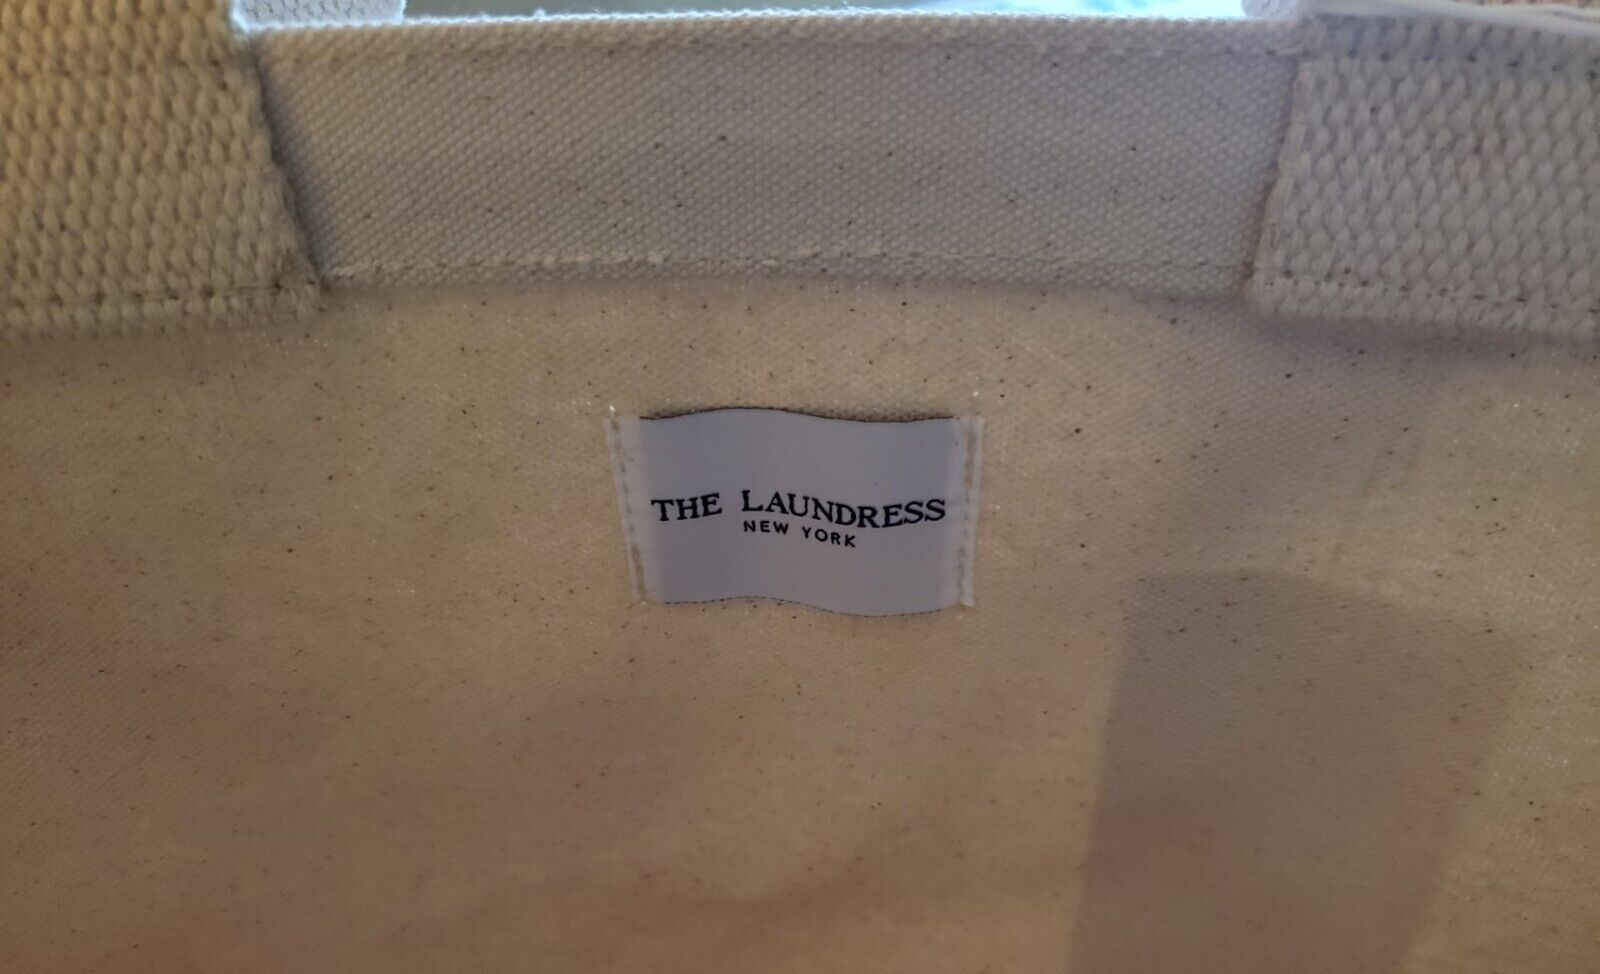 THE LAUNDRESS
NEW YORK